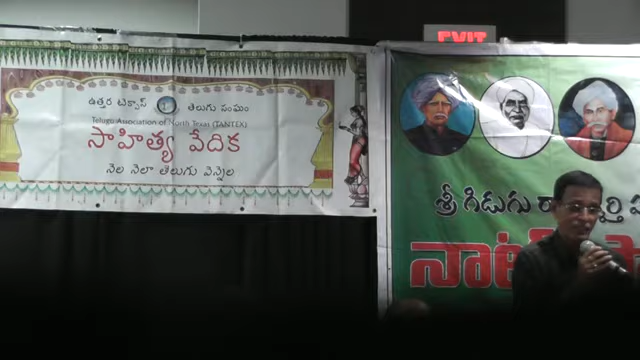 EXIT
ఉత్తర టెక్సాస్ తెలుగు సంఘం
Telugu Association of North Texas (TANTEX)
సాహిత్య వేదిక
నెల నెలా తెలుగు వెన్నెల
శ్రీ గిడుగు